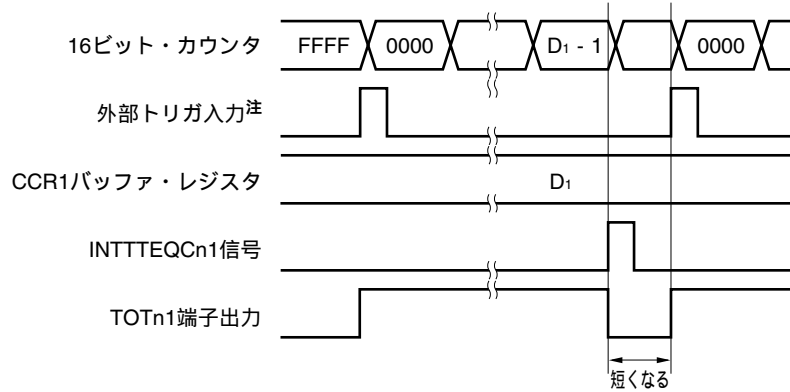 16ビット・カウンタ FFFF 0000 D1 - 1 0000
外部トリガ入力注
CCR1バッファ・レジスタ D1
INTTTEQCn1信号
TOTn1端子出力
短くなる